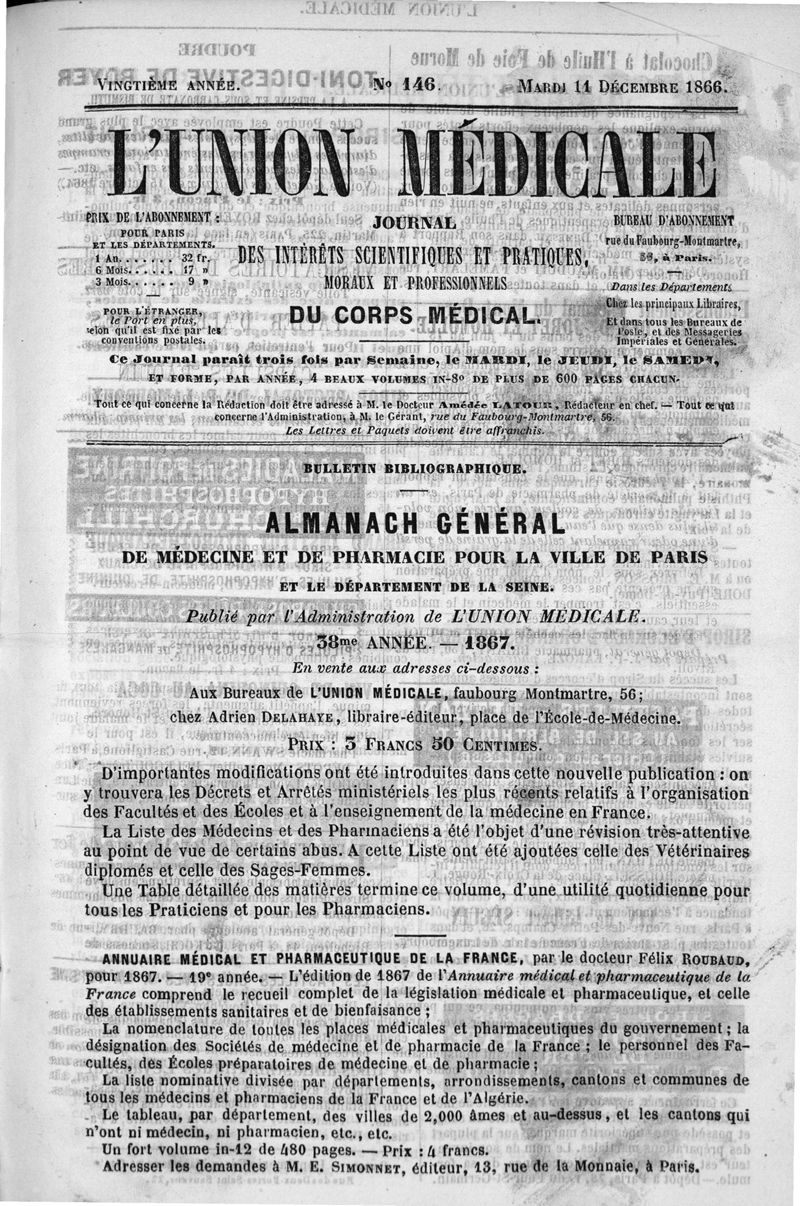 VINGTIÈME ANNÉE. No 146. MARDI 11 DÉCEMBRE 1866.
L'UNION MÉDICALE
PRIX DE L'ABONNEMENT :
POUR PARIS
ET LES DÉPARTEMENTS.
1 An. . . . . . 32 fr.
6 Mois. . . . . . 17 »
3 Mois. . . . . . 9 »
POUR L'ÉTRANGER,
le Port en plus,
selon qu'il est fixé par les
conventions postales.
JOURNAL
DES INTÉRÊTS SCIENTIFIQUES ET PRATIQUES,
MORAUX ET PROFESSIONNELS
DU CORPS MÉDICAL.
BUREAU D'ABONNEMENT
rue du Faubourg-Montmartre,
56, à Paris.
Dans les Départements
Chez les principaux Libraires,
Et dans tous les Bureaux de
Poste, et des Messageries
Impériales et Générales.
Ce Journal paraît trois fois par Semaine, le MARDI, le JEUDI, le SAMEDI,
ET FORME, PAR ANNÉE, 4 BEAUX VOLUMES IN-8o DE PLUS DE 600 PAGES CHACUN.
Tout ce qui concerne la Rédaction doit être adressé à M. le Docteur Amédée LATOUR, Rédacteur en chef. — Tout ce qui
concerne l'Administration, à M. le Gérant, rue du Faubourg-Montmartre, 56.
Les Lettres et Paquets doivent être affranchis.
BULLETIN BIBLIOGRAPHIQUE.
ALMANACH GÉNÉRAL
DE MÉDECINE ET DE PHARMACIE POUR LA VILLE DE PARIS
ET LE DÉPARTEMENT DE LA SEINE.
Publié par l'Administration de L'UNION MÉDICALE.
38me ANNÉE. — 1867.
En vente aux adresses ci-dessous :
Aux Bureaux de L'UNION MÉDICALE, faubourg Montmartre, 56;
chez Adrien DELAHAYE, libraire-éditeur, place de l'École-de-Médecine.
PRIX : 3 FRANCS 50 CENTIMES.
D'importantes modifications ont été introduites dans cette nouvelle publication : on
y trouvera les Décrets et Arrêtés ministériels les plus récents relatifs à l'organisation
des Facultés et des Écoles et à l'enseignement de la médecine en France.
La Liste des Médecins et des Pharmaciens a été l'objet d'une révision très-attentive
au point de vue de certains abus. A cette Liste ont été ajoutées celle des Vétérinaires
diplomés et celle des Sages-Femmes.
Une Table détaillée des matières termine ce volume, d'une utilité quotidienne pour
tous les Praticiens et pour les Pharmaciens.
ANNUAIRE MÉDICAL ET PHARMACEUTIQUE DE LA FRANCE, par le docteur Félix ROUBAUD,
pour 1867. — 19e année. — L'édition de 1867 de l'Annuaire médical et pharmaceutique de la
France comprend le recueil complet de la législation médicale et pharmaceutique, et celle
des établissements sanitaires et de bienfaisance ;
La nomenclature de toutes les places médicales et pharmaceutiques du gouvernement ; la
désignation des Sociétés de médecine et de pharmacie de la France ; le personnel des Fa-
cultés, des Écoles préparatoires de médecine et de pharmacie ;
La liste nominative divisée par départements, arrondissements, cantons et communes de
tous les médecins et pharmaciens de la France et de l'Algérie.
Le tableau, par département, des villes de 2,000 âmes et au-dessus, et les cantons qui
n'ont ni médecin, ni pharmacien, etc., etc.
Un fort volume in-12 de 480 pages. — Prix : 4 francs.
Adresser les demandes à M. E. SIMONNET, éditeur, 13, rue de la Monnaie, à Paris.